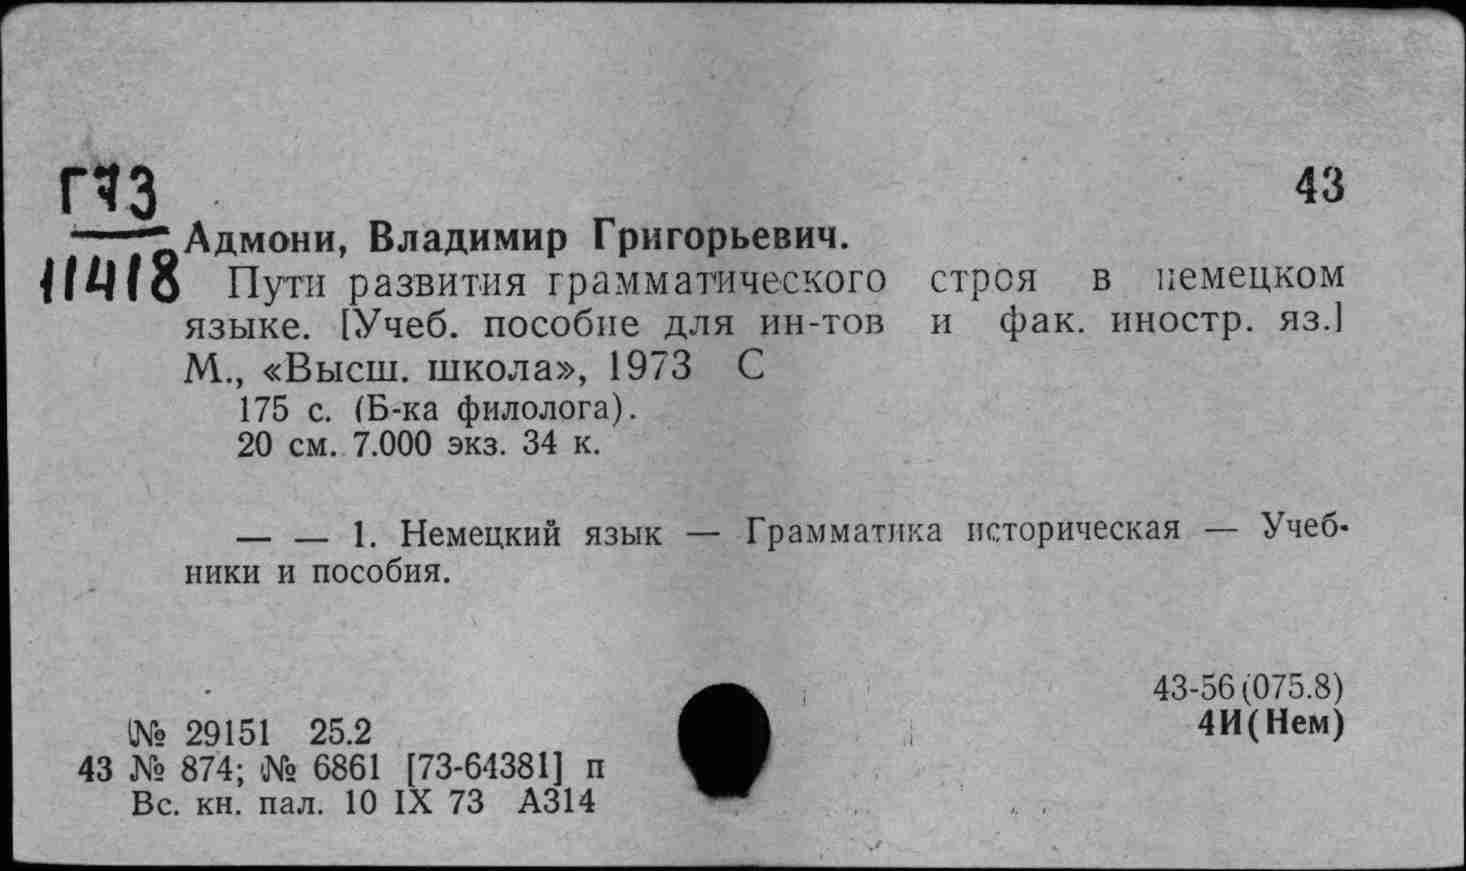 Г73
43
Адмони, Владимир Григорьевич.
11418
Пути развития грамматического строя в немецком
языке. [Учеб. пособие для ин-тов и фак. иностр. яз.]
М., «Высш. школа», 1973 С
175 с. (Б-ка филолога).
20 см. 7.000 экз. 34 к.
— — 1. Немецкий язык — Грамматика историческая — Учеб-
ники и пособия.
43-56(075.8)
4И(Нем)
№ 29151 25.2
43 № 874; № 6861 [73-64381] п
Вс. кн. пал. 10 IX 73 А314